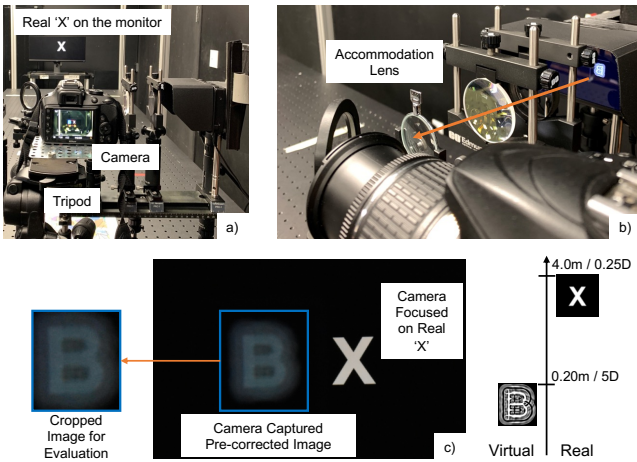 Real 'X' on the monitor
X
Camera
Tripod
a)
Accommodation
Lens
B
b)
B
Cropped
Image for
Evaluation
B
Camera Captured
Pre-corrected Image
X
Camera
Focused
on Real
'X'
c)
4.0m / 0.25D
X
0.20m / 5D
B
Virtual
Real